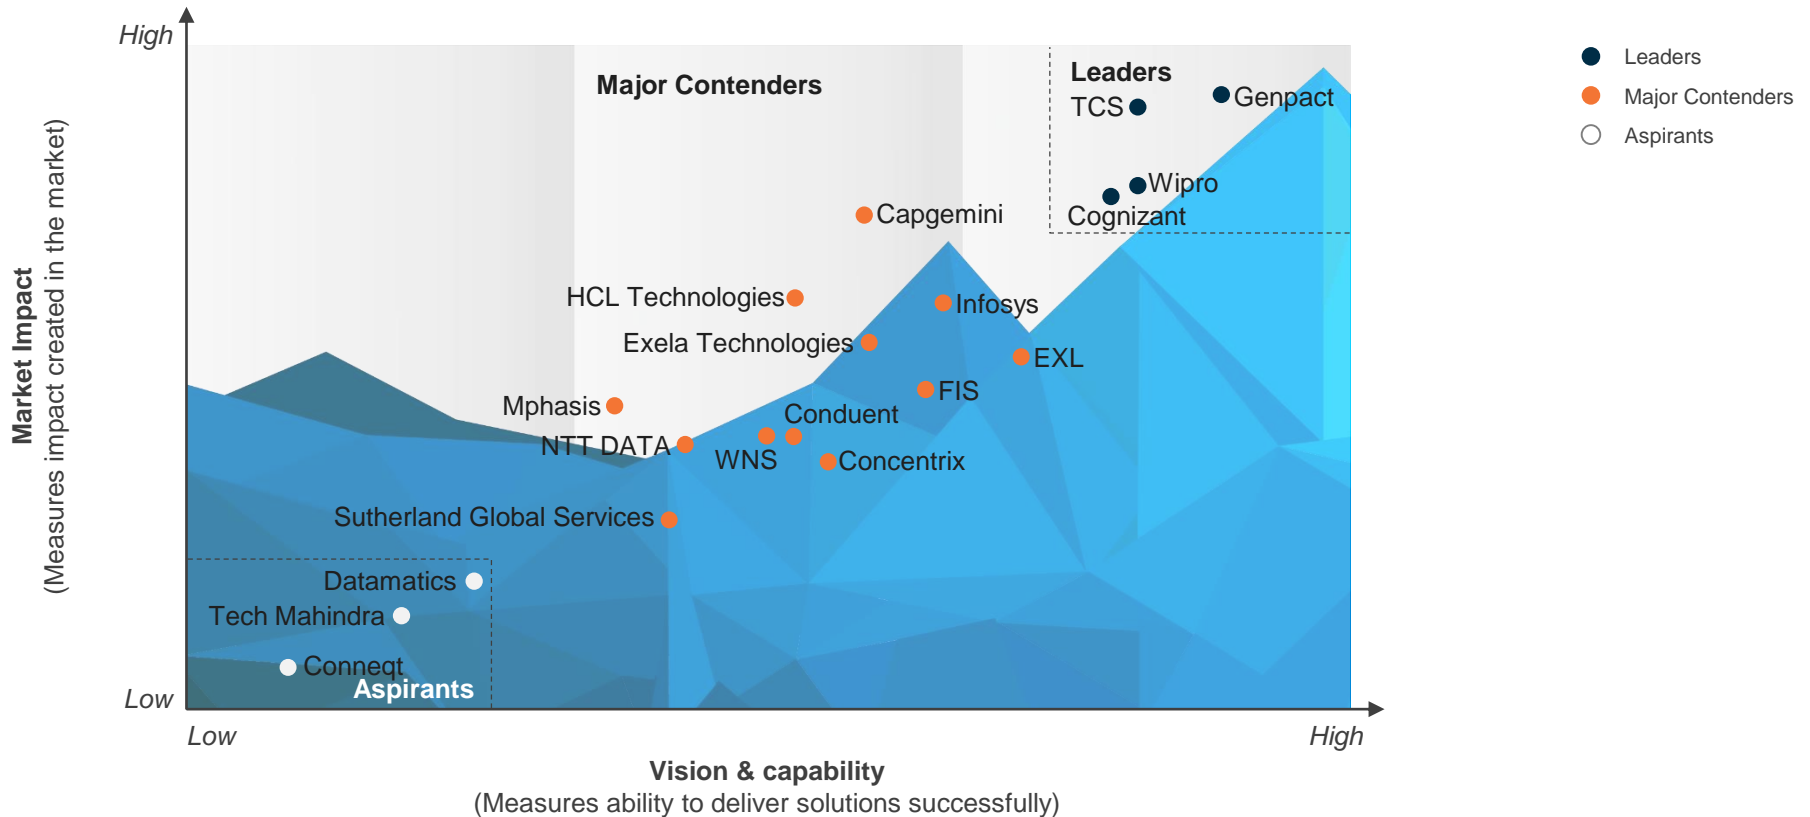 High
Major Contenders
Leaders
TCS
Genpact
Wipro
Cognizant
Capgemini
HCL Technologies
Infosys
Exela Technologies
EXL
FIS
Mphasis
Conduent
NTT DATA
WNS
Concentrix
Sutherland Global Services
Datamatics
Tech Mahindra
Conneqt
Aspirants
Low
Low
High
Market Impact
(Measures impact created in the market)
Vision & capability
(Measures ability to deliver solutions successfully)
Leaders
Major Contenders
Aspirants